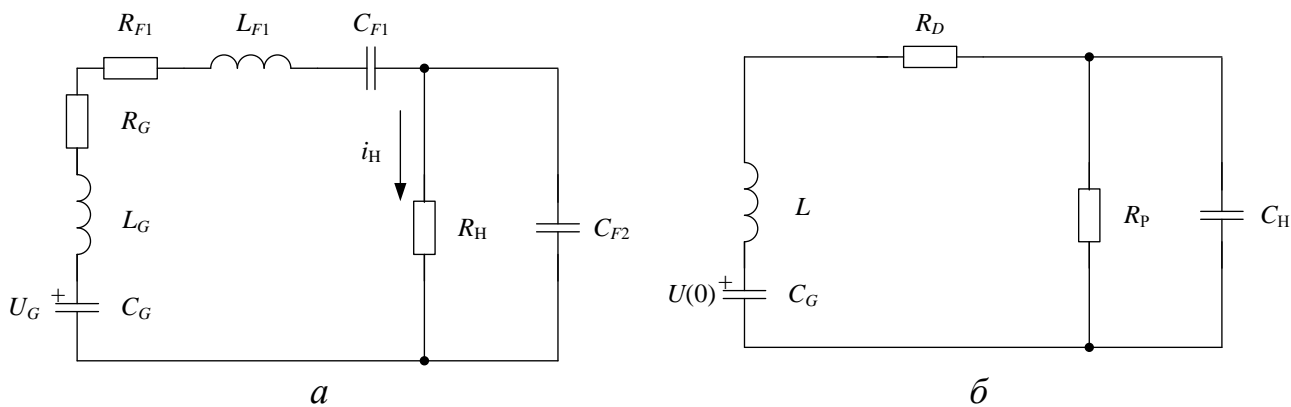 R_F1 L_F1 C_F1
R_G
i_H
L_G
R_H
C_F2
U_G + C_G
а
R_D
L
R_P
C_H
U(0) + C_G
б